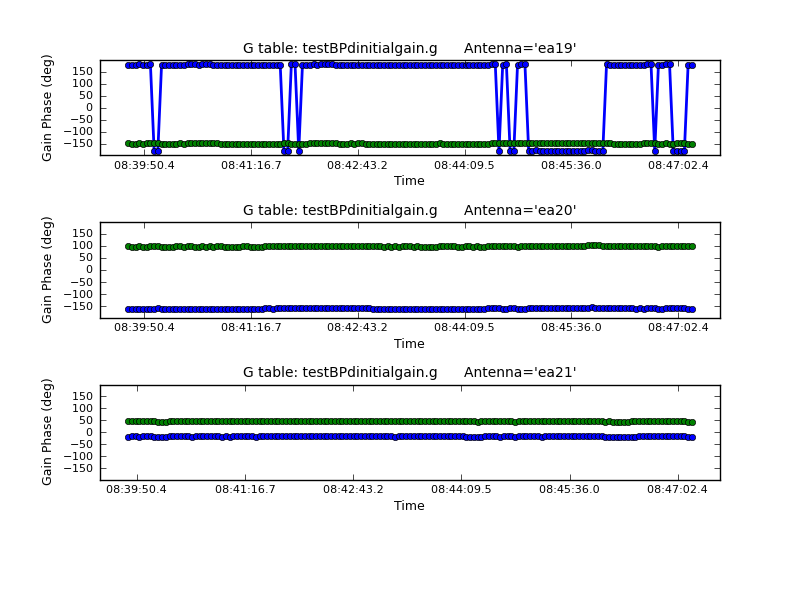 G table: testBPdinitialgain.g Antenna='ea19'
Gain Phase (deg)
150
100
50
0
−50
−100
−150
08:39:50.4 08:41:16.7 08:42:43.2 08:44:09.5 08:45:36.0 08:47:02.4
Time
G table: testBPdinitialgain.g Antenna='ea20'
Gain Phase (deg)
150
100
50
0
−50
−100
−150
08:39:50.4 08:41:16.7 08:42:43.2 08:44:09.5 08:45:36.0 08:47:02.4
Time
G table: testBPdinitialgain.g Antenna='ea21'
Gain Phase (deg)
150
100
50
0
−50
−100
−150
08:39:50.4 08:41:16.7 08:42:43.2 08:44:09.5 08:45:36.0 08:47:02.4
Time